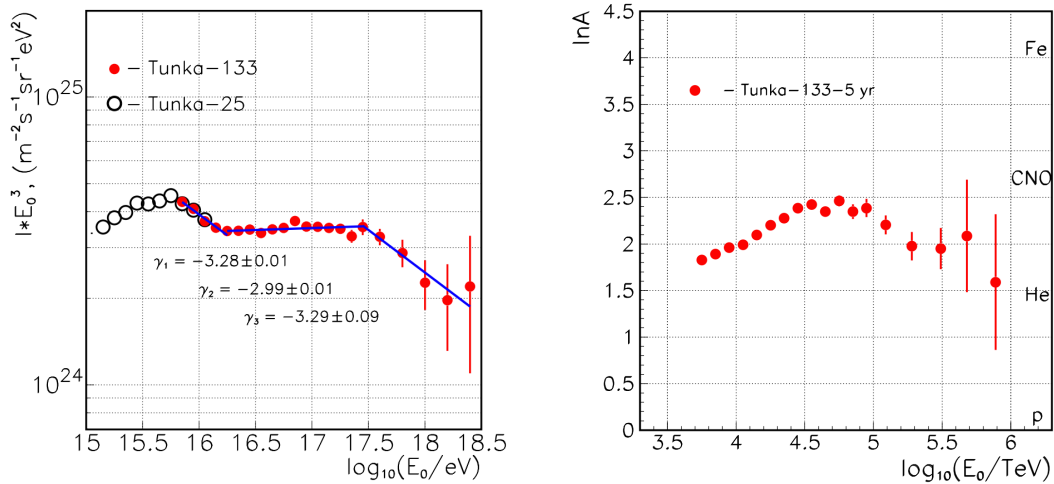 I∗E₀³, (m⁻²s⁻¹sr⁻¹eV²)
10²⁵
10²⁴
– Tunka–133
– Tunka–25
γ₁ = –3.28±0.01
γ₂ = –2.99±0.01
γ₃ = –3.29±0.09
15 15.5 16 16.5 17 17.5 18 18.5
log₁₀(E₀/eV)
lnA
4.5
4
3.5
3
2.5
2
1.5
1
0.5
0
– Tunka–133–5 yr
Fe
CNO
He
p
3.5 4 4.5 5 5.5 6
log₁₀(E₀/TeV)